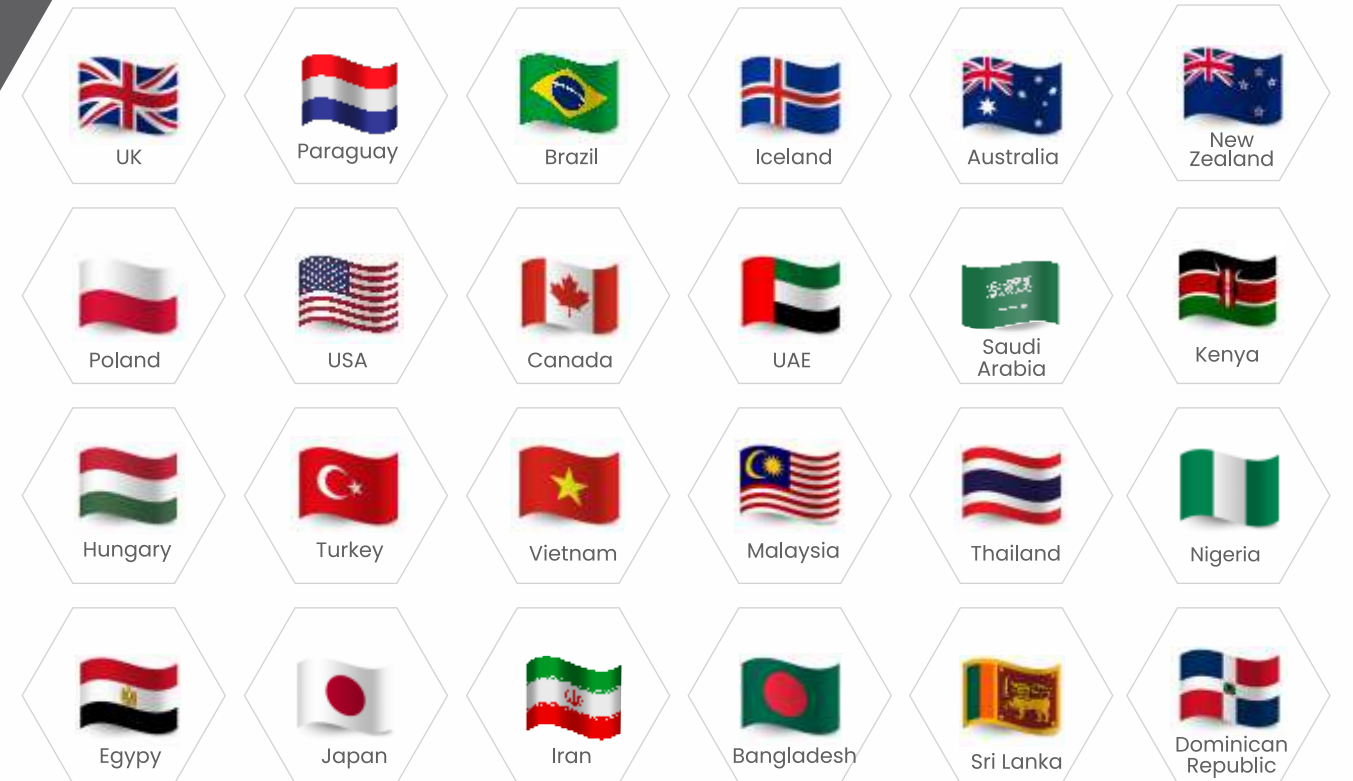 UK
Paraguay
Brazil
Iceland
Australia
New
Zealand
Poland
USA
Canada
UAE
Saudi
Arabia
Kenya
Hungary
Turkey
Vietnam
Malaysia
Thailand
Nigeria
Egypy
Japan
Iran
Bangladesh
Sri Lanka
Dominican
Republic